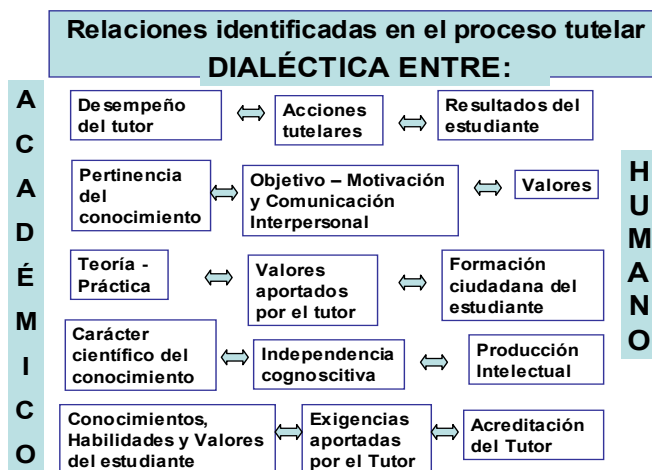 Relaciones identificadas en el proceso tutelar
DIALÉCTICA ENTRE:
ACADÉMICO
Desempeño
del tutor
Acciones
tutelares
Resultados del
estudiante
Pertinencia
del
conocimiento
Objetivo – Motivación
y Comunicación
Interpersonal
Valores
Teoría -
Práctica
Valores
aportados
por el tutor
Formación
ciudadana del
estudiante
Carácter
científico del
conocimiento
Independencia
cognoscitiva
Producción
Intelectual
Conocimientos,
Habilidades y Valores
del estudiante
Exigencias
aportadas
por el Tutor
Acreditación
del Tutor
HUMANO